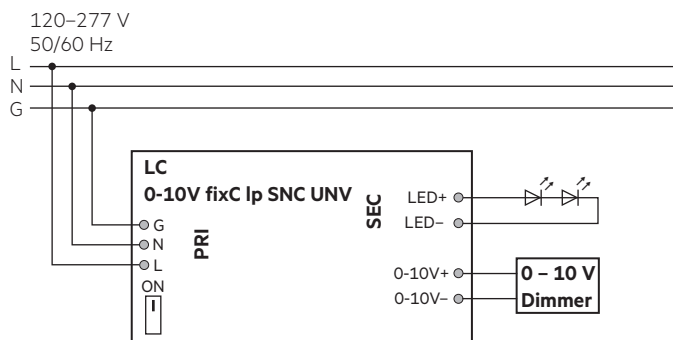 120–277 V
50/60 Hz
L
N
G
LC
0-10V fixC lp SNC UNV
PRI
SEC
G
N
L
ON
LED+
LED–
0-10V+
0-10V–
0 – 10 V
Dimmer